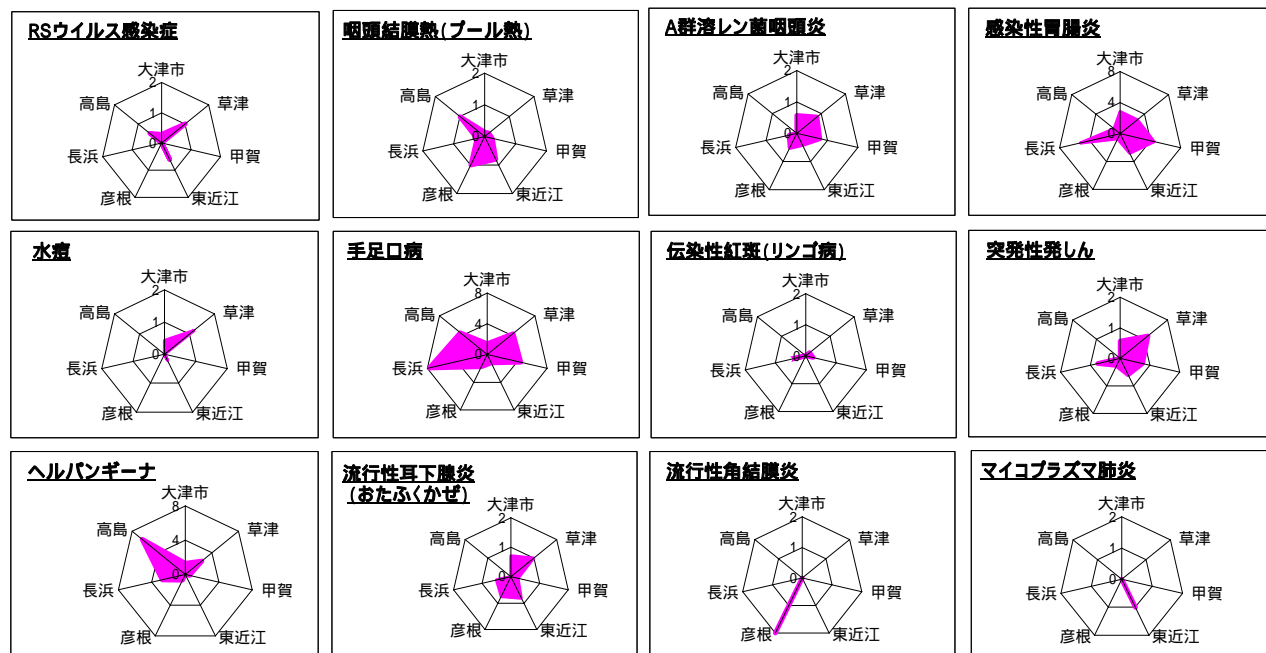 RSウイルス感染症
大津市
2
草津
1
0
甲賀
東近江
彦根
長浜
高島
咽頭結膜熱(プール熱)
大津市
2
草津
1
0
甲賀
東近江
彦根
長浜
高島
A群溶レン菌咽頭炎
大津市
2
草津
1
0
甲賀
東近江
彦根
長浜
高島
感染性胃腸炎
大津市
8
草津
4
0
甲賀
東近江
彦根
長浜
高島
水痘
大津市
2
草津
1
0
甲賀
東近江
彦根
長浜
高島
手足口病
大津市
8
草津
4
0
甲賀
東近江
彦根
長浜
高島
伝染性紅斑(リンゴ病)
大津市
2
草津
1
0
甲賀
東近江
彦根
長浜
高島
突発性発しん
大津市
2
草津
1
0
甲賀
東近江
彦根
長浜
高島
ヘルパンギーナ
大津市
8
草津
4
0
甲賀
東近江
彦根
長浜
高島
流行性耳下腺炎
(おたふくかぜ)
大津市
2
草津
1
0
甲賀
東近江
彦根
長浜
高島
流行性角結膜炎
大津市
2
草津
1
0
甲賀
東近江
彦根
長浜
高島
マイコプラズマ肺炎
大津市
2
草津
1
0
甲賀
東近江
彦根
長浜
高島